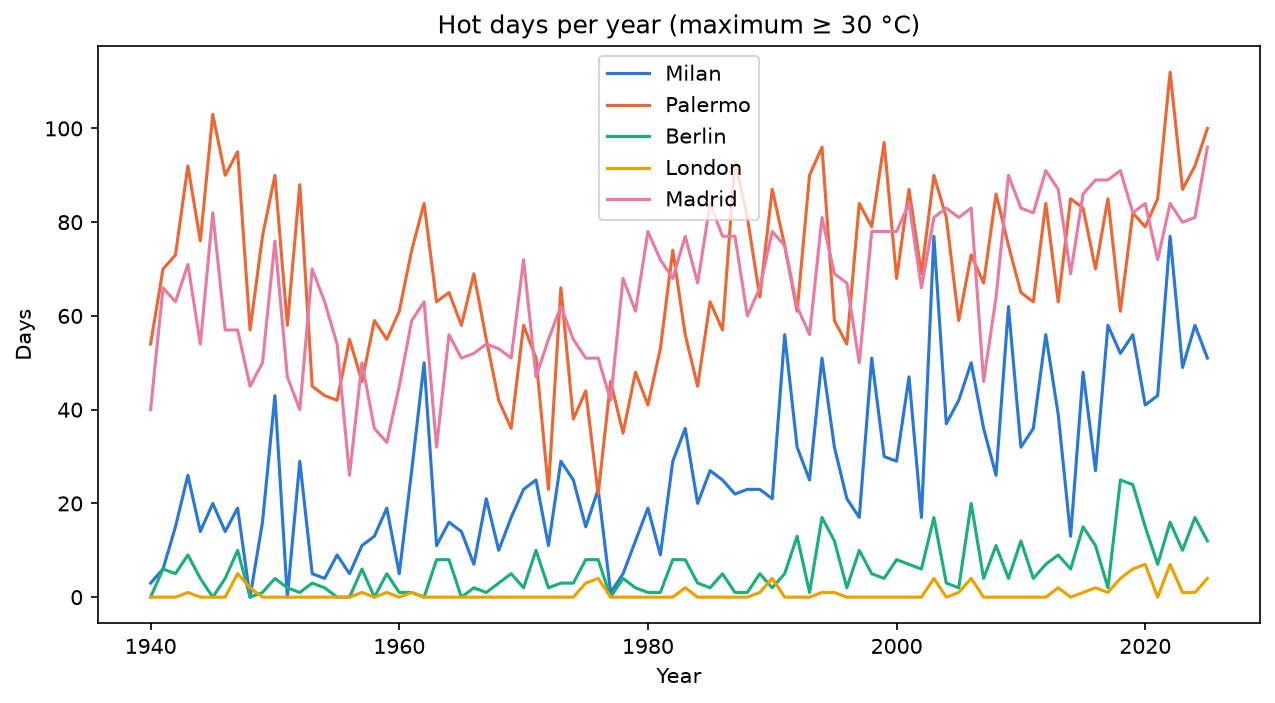 Hot days per year (maximum ≥ 30 °C)
Milan
Palermo
Berlin
London
Madrid
Days
100
80
60
40
20
0
1940
1960
1980
2000
2020
Year